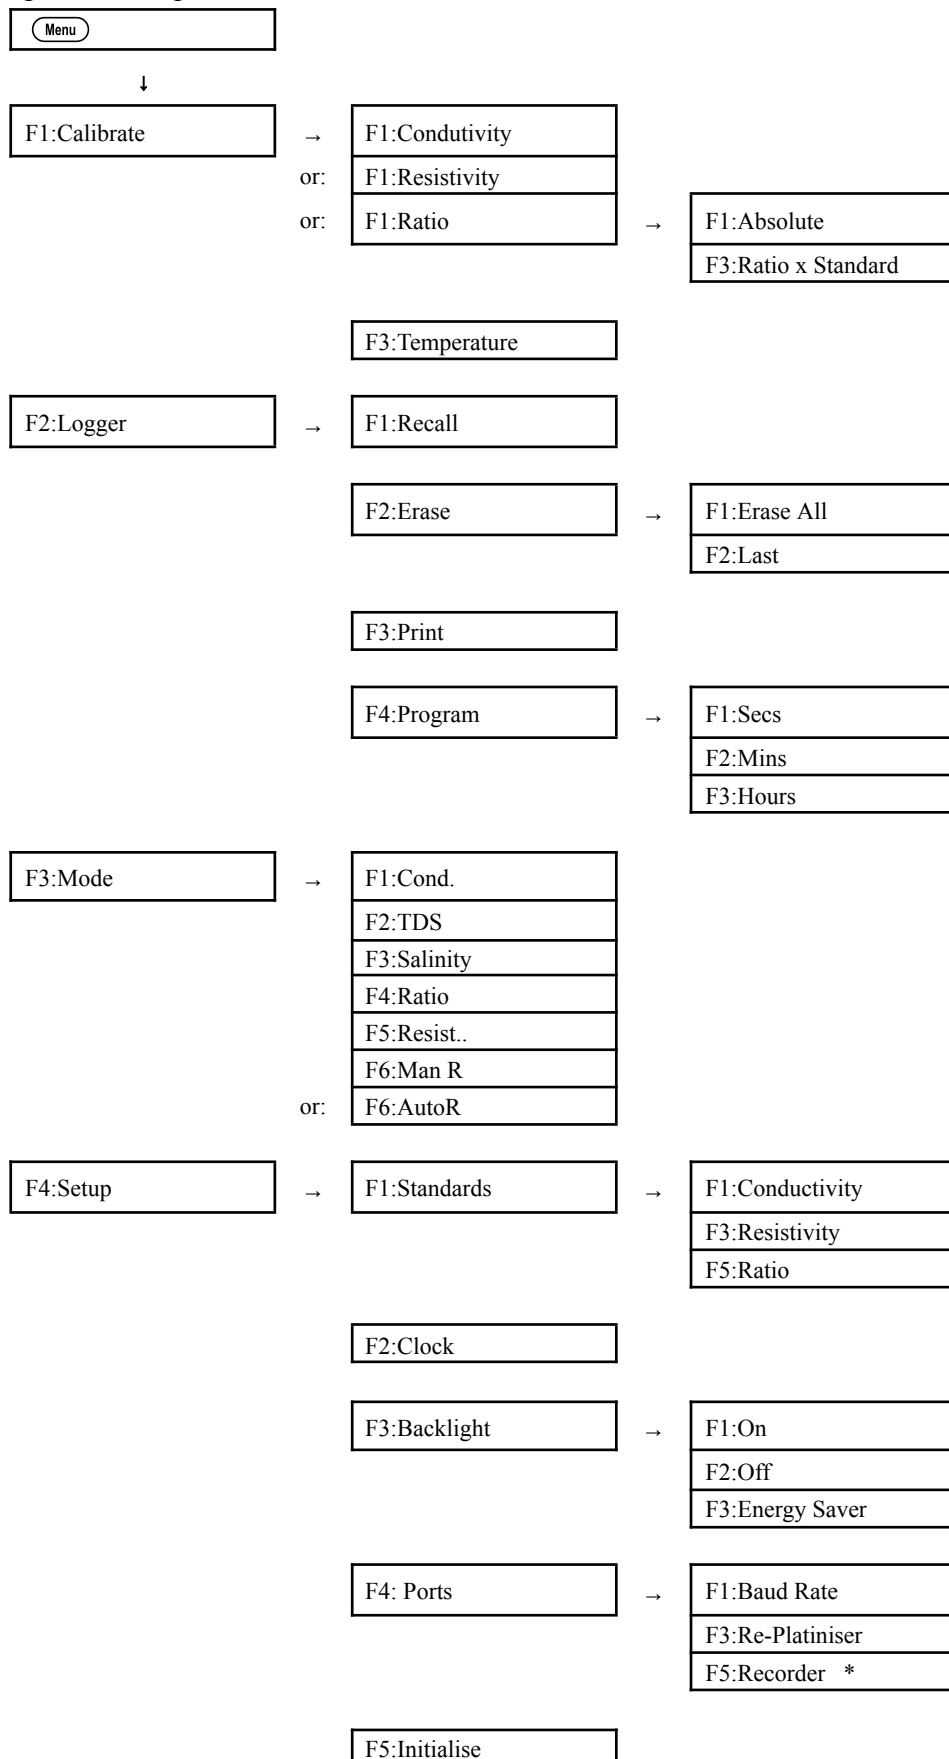 Menu
↓
F1:Calibrate → F1:Condutivity
or: F1:Resistivity
or: F1:Ratio → F1:Absolute
F3:Ratio x Standard
F3:Temperature
F2:Logger → F1:Recall
F2:Erase → F1:Erase All
F2:Last
F3:Print
F4:Program → F1:Secs
F2:Mins
F3:Hours
F3:Mode → F1:Cond.
F2:TDS
F3:Salinity
F4:Ratio
F5:Resist..
F6:Man R
or: F6:AutoR
F4:Setup → F1:Standards → F1:Conductivity
F3:Resistivity
F5:Ratio
F2:Clock
F3:Backlight → F1:On
F2:Off
F3:Energy Saver
F4: Ports → F1:Baud Rate
F3:Re-Platiniser
F5:Recorder *
F5:Initialise